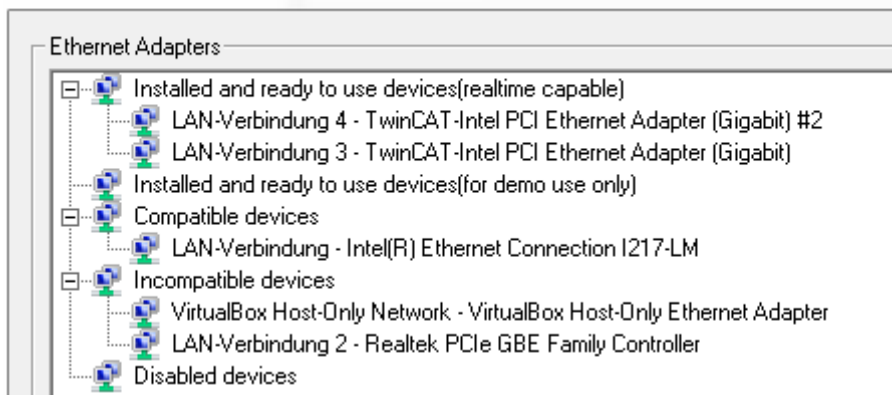 Ethernet Adapters
Installed and ready to use devices(realtime capable)
LAN-Verbindung 4 - TwinCAT-Intel PCI Ethernet Adapter (Gigabit) #2
LAN-Verbindung 3 - TwinCAT-Intel PCI Ethernet Adapter (Gigabit)
Installed and ready to use devices(for demo use only)
Compatible devices
LAN-Verbindung - Intel(R) Ethernet Connection I217-LM
Incompatible devices
VirtualBox Host-Only Network - VirtualBox Host-Only Ethernet Adapter
LAN-Verbindung 2 - Realtek PCIe GBE Family Controller
Disabled devices